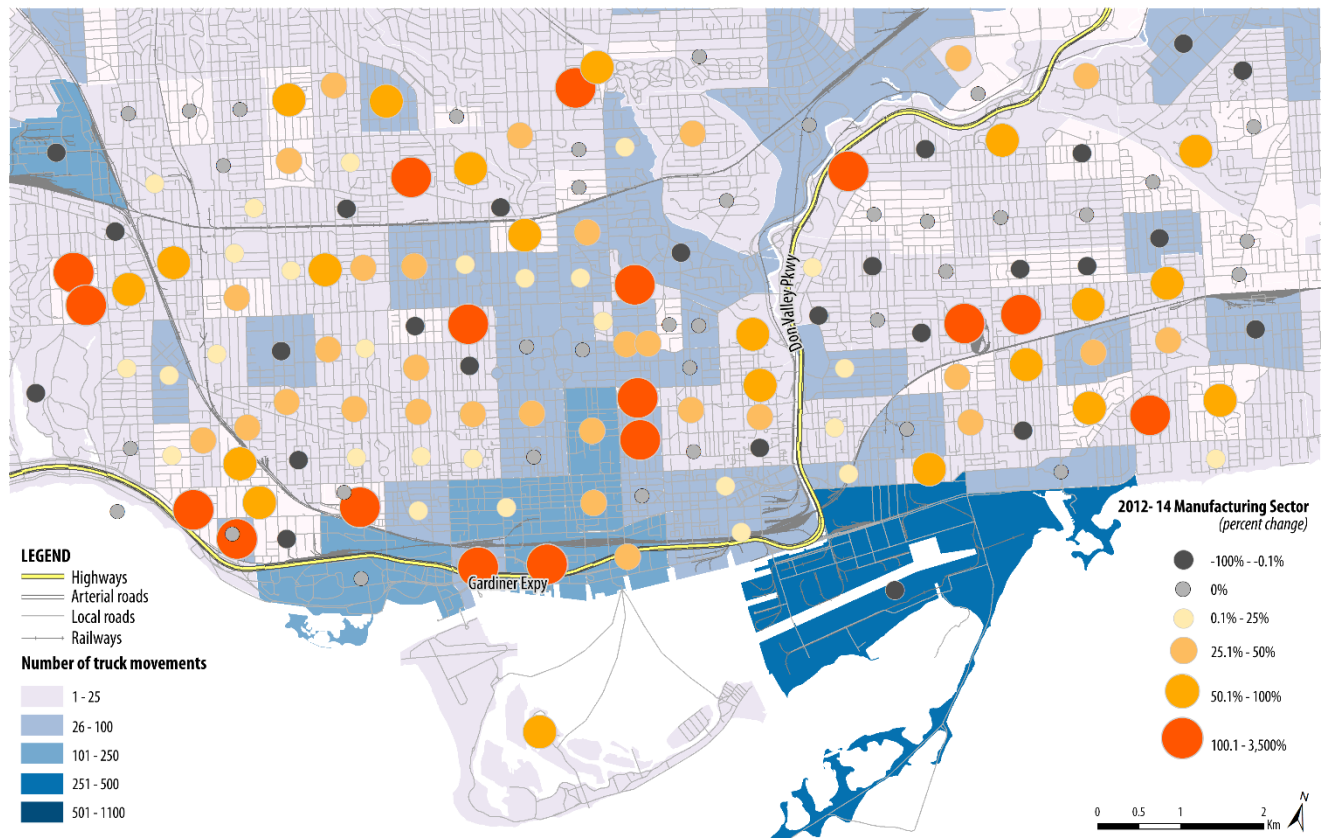 Don Valley Pkwy
Gardiner Expy
LEGEND
Highways
Arterial roads
Local roads
Railways
Number of truck movements
1 - 25
26 - 100
101 - 250
251 - 500
501 - 1100
2012- 14 Manufacturing Sector
(percent change)
-100% - -0.1%
0%
0.1% - 25%
25.1% - 50%
50.1% - 100%
100.1 - 3,500%
0 0.5 1 2
Km
N